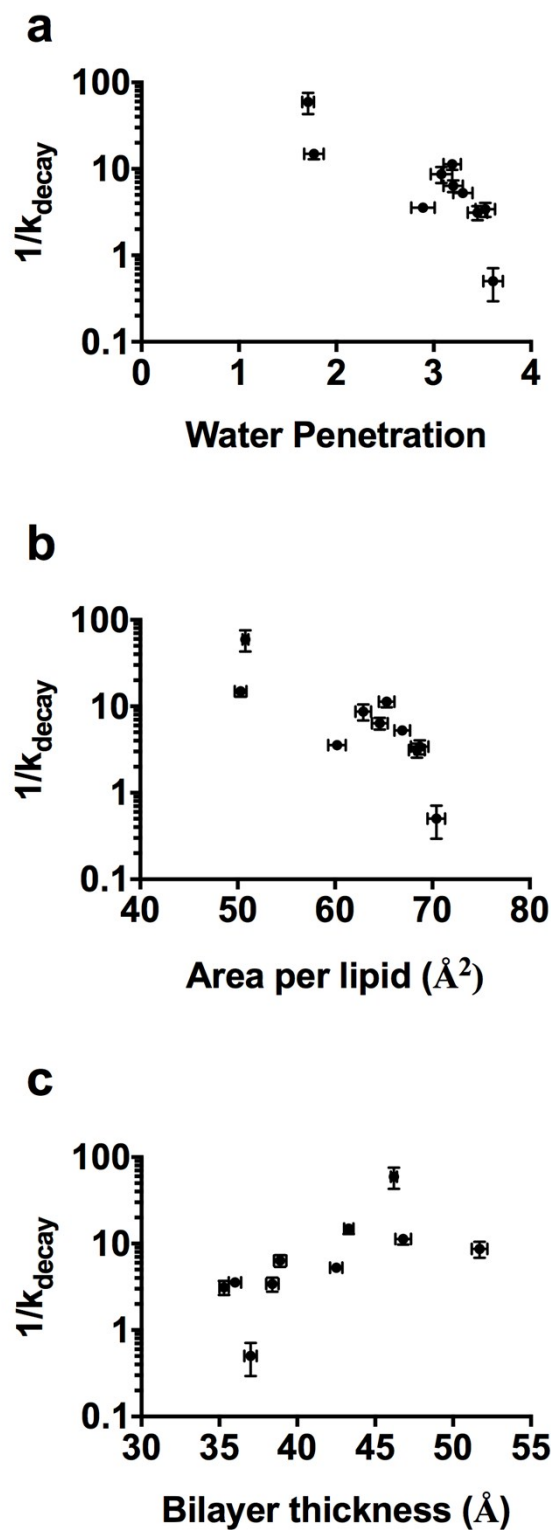 a
100
10
1
0.1
1/kdecay
0 1 2 3 4
Water Penetration
b
100
10
1
0.1
1/kdecay
40 50 60 70 80
Area per lipid (Å²)
c
100
10
1
0.1
1/kdecay
30 35 40 45 50 55
Bilayer thickness (Å)